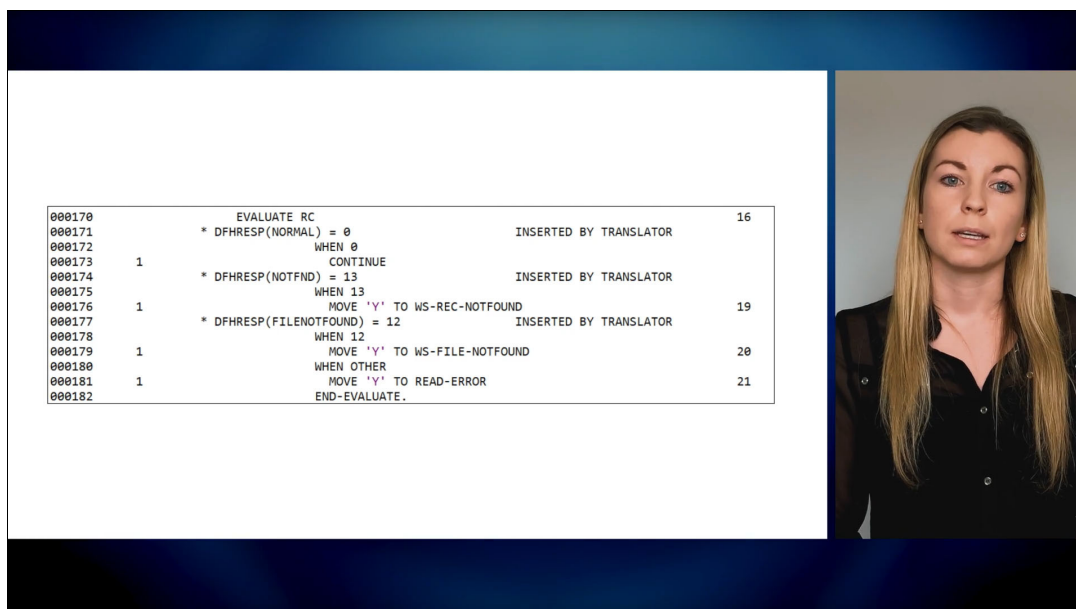 000170 EVALUATE RC 16
000171 * DFHRESP(NORMAL) = 0 INSERTED BY TRANSLATOR
000172 WHEN 0
000173 1 CONTINUE
000174 * DFHRESP(NOTFND) = 13 INSERTED BY TRANSLATOR
000175 WHEN 13
000176 1 MOVE 'Y' TO WS-REC-NOTFOUND 19
000177 * DFHRESP(FILENOTFOUND) = 12 INSERTED BY TRANSLATOR
000178 WHEN 12
000179 1 MOVE 'Y' TO WS-FILE-NOTFOUND 20
000180 WHEN OTHER
000181 1 MOVE 'Y' TO READ-ERROR 21
000182 END-EVALUATE.